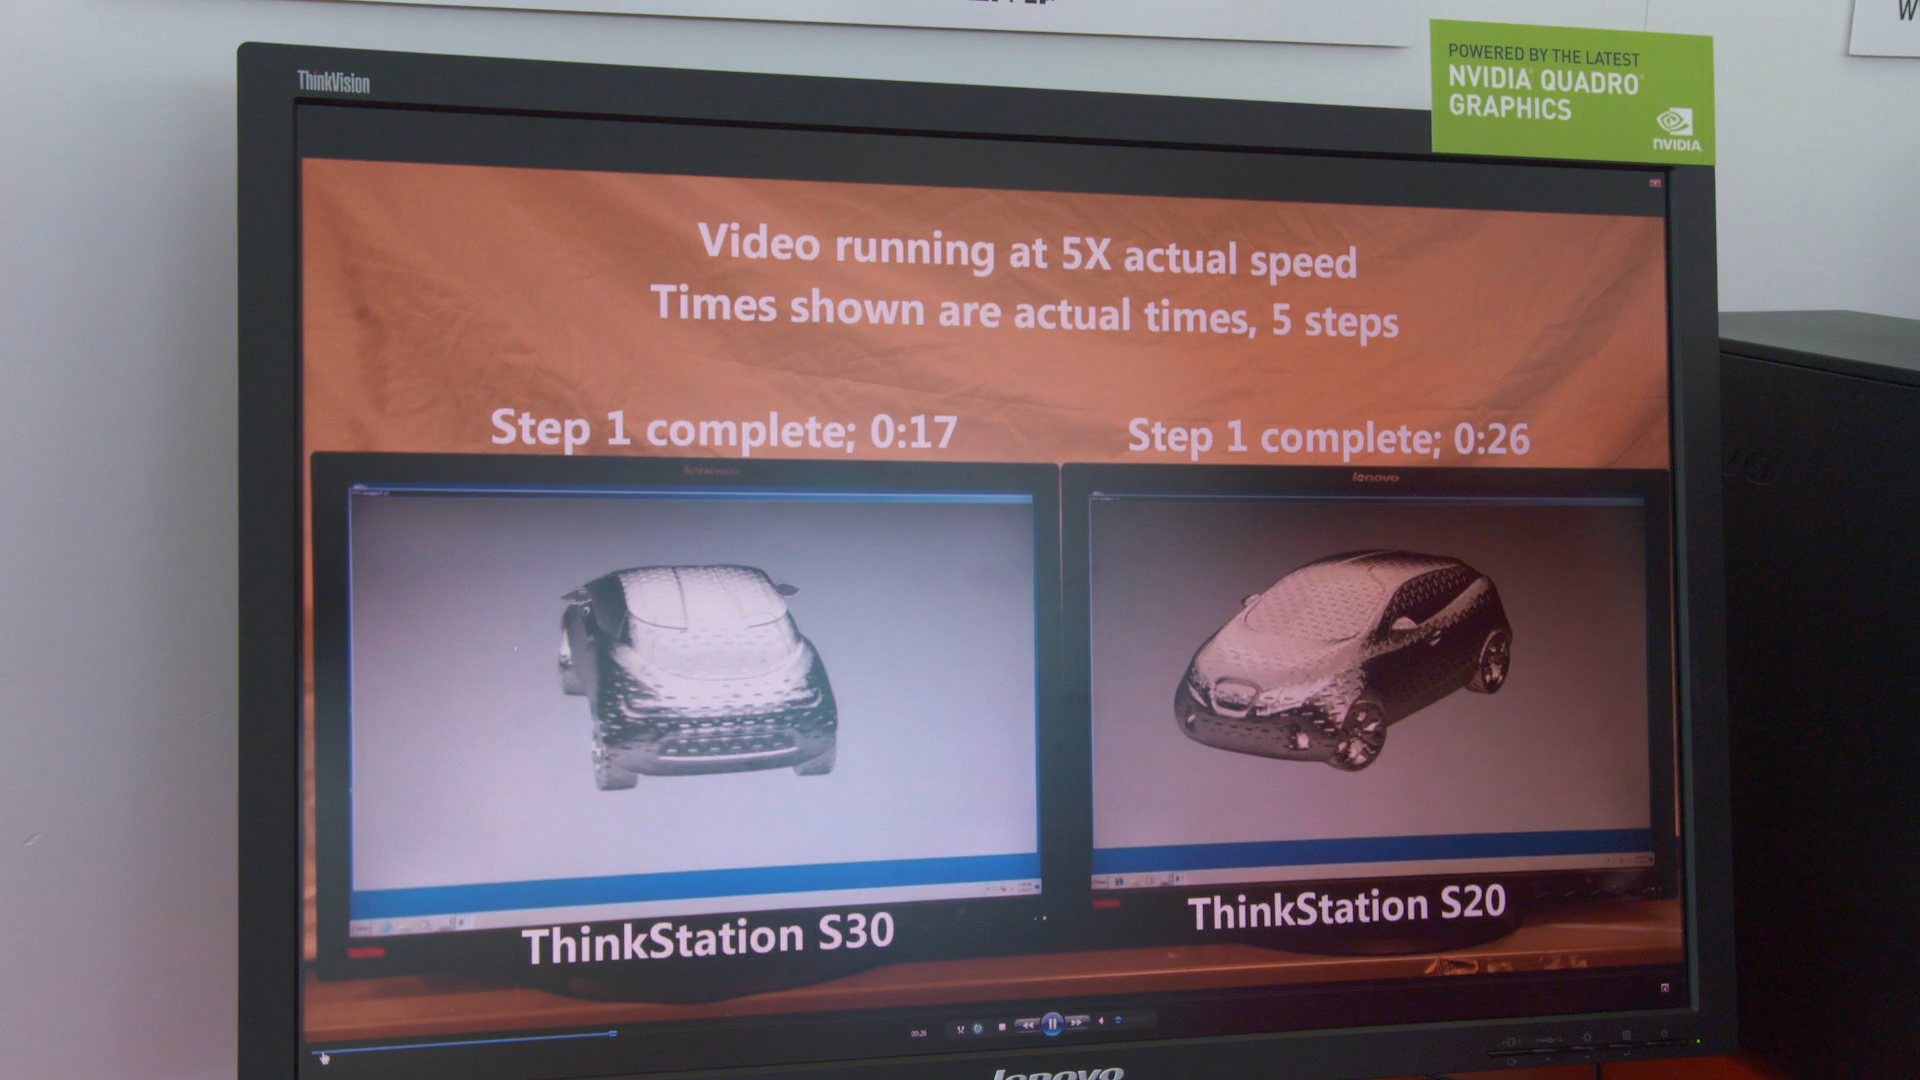 ThinkVision
POWERED BY THE LATEST
NVIDIA QUADRO
GRAPHICS
NVIDIA
Video running at 5X actual speed
Times shown are actual times, 5 steps
Step 1 complete; 0:17
Step 1 complete; 0:26
lenovo
lenovo
ThinkStation S30
ThinkStation S20
00:26
lenovo